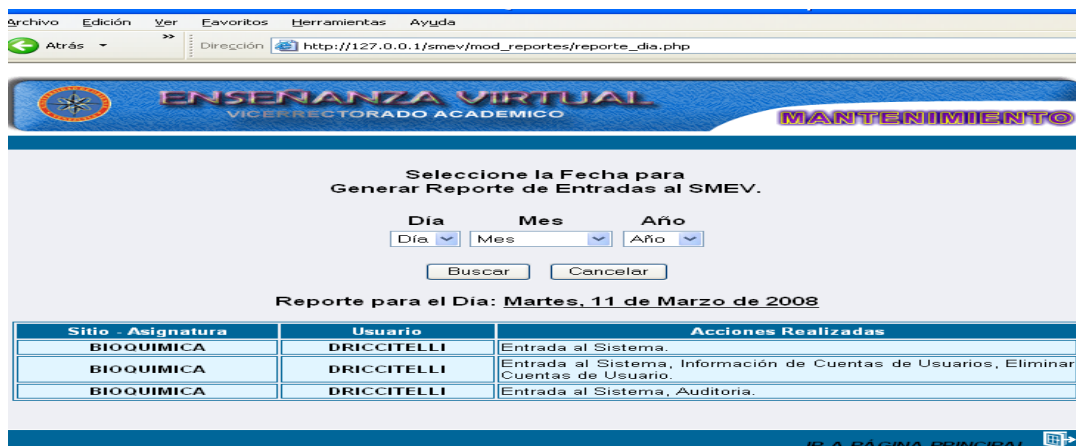 Archivo Edición Ver Favoritos Herramientas Ayuda
Atrás » Dirección http://127.0.0.1/smev/mod_reportes/reporte_dia.php
ENSEÑANZA VIRTUAL
VICERRECTORADO ACADEMICO
MANTENIMIENTO
Seleccione la Fecha para
Generar Reporte de Entradas al SMEV.
Día Mes Año
Día Mes Año
Buscar Cancelar
Reporte para el Día: Martes, 11 de Marzo de 2008
Sitio - Asignatura Usuario Acciones Realizadas
BIOQUIMICA DRICCITELLI Entrada al Sistema.
BIOQUIMICA DRICCITELLI Entrada al Sistema, Información de Cuentas de Usuarios, Eliminar
Cuentas de Usuario.
BIOQUIMICA DRICCITELLI Entrada al Sistema, Auditoria.
IR A PÁGINA PRINCIPAL